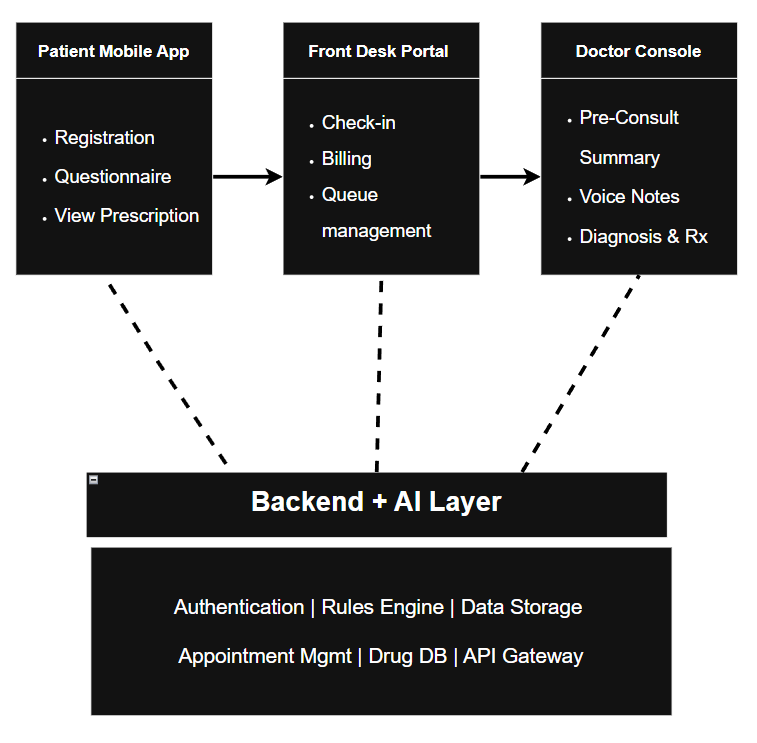 Patient Mobile App
• Registration
• Questionnaire
• View Prescription
Front Desk Portal
• Check-in
• Billing
• Queue
management
Doctor Console
• Pre-Consult
Summary
• Voice Notes
• Diagnosis & Rx
Backend + AI Layer
Authentication | Rules Engine | Data Storage
Appointment Mgmt | Drug DB | API Gateway